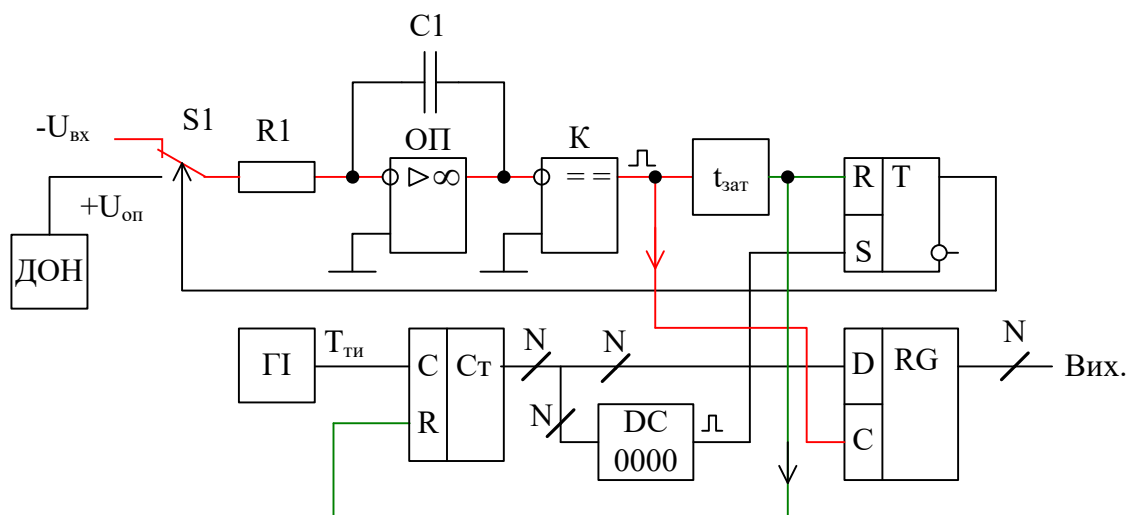 C1
S1
-Uвх
R1
ОП
К
▷ ∞
= =
tзат
R
T
+Uоп
S
ДОН
Tти
N
N
N
ГІ
C
Ст
D
RG
Вих.
N
R
DC
C
0000